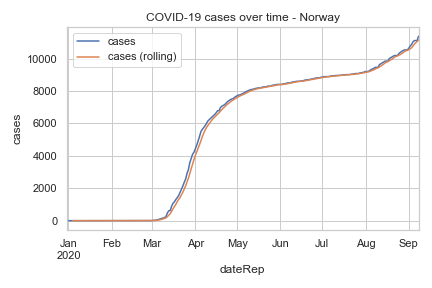 COVID-19 cases over time - Norway
cases
cases (rolling)
10000
8000
6000
4000
2000
0
cases
Jan Feb Mar Apr May Jun Jul Aug Sep
2020
dateRep